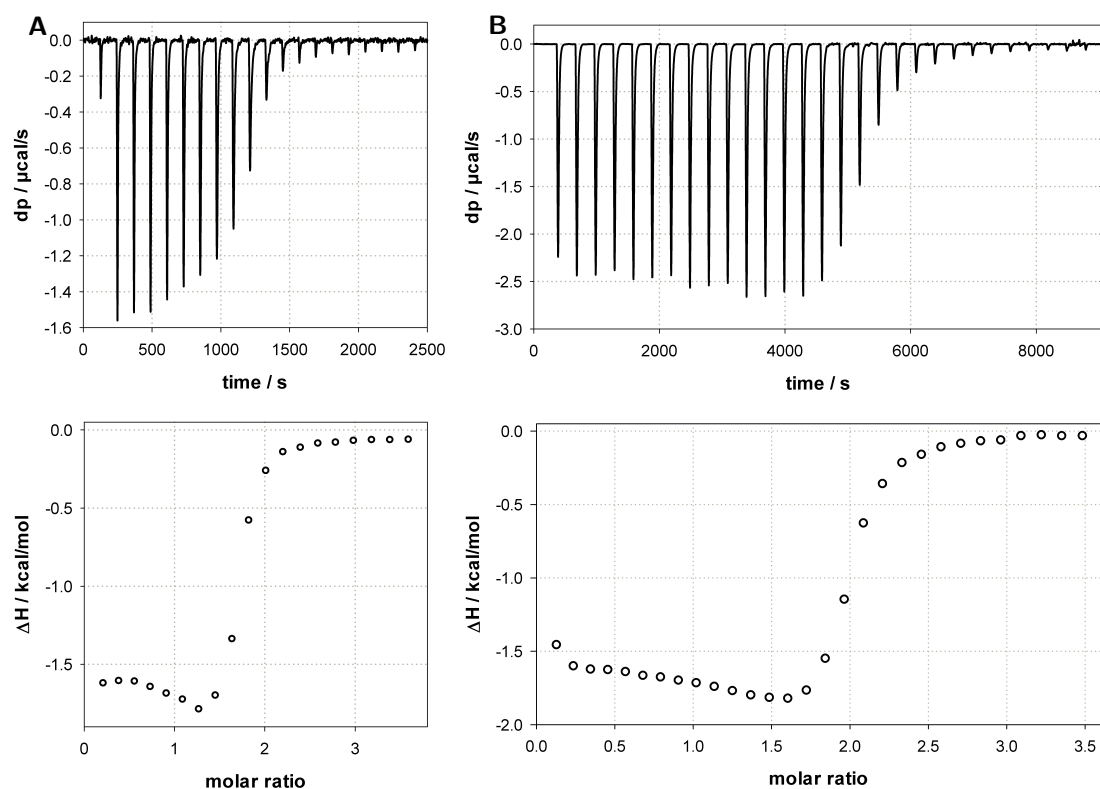 A
0.0
-0.2
-0.4
-0.6
-0.8
-1.0
-1.2
-1.4
-1.6
dp / µcal/s
0 500 1000 1500 2000 2500
time / s
B
0.0
-0.5
-1.0
-1.5
-2.0
-2.5
-3.0
dp / µcal/s
0 2000 4000 6000 8000
time / s
0.0
-0.5
-1.0
-1.5
ΔH / kcal/mol
0 1 2 3
molar ratio
0.0
-0.5
-1.0
-1.5
-2.0
ΔH / kcal/mol
0.0 0.5 1.0 1.5 2.0 2.5 3.0 3.5
molar ratio